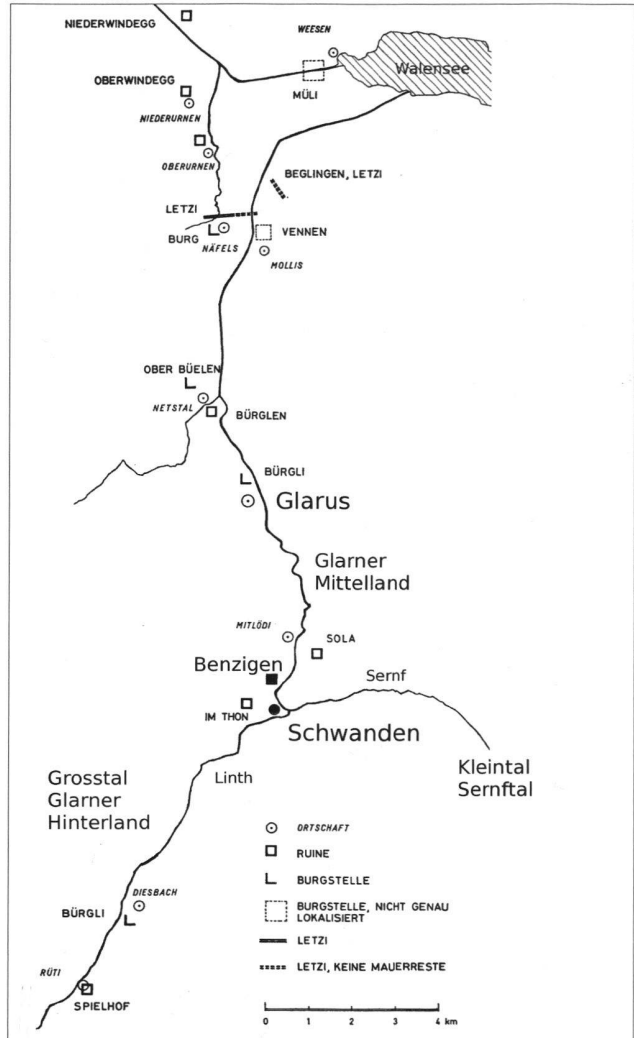 NIEDERWINDEGG
WEESEN
Walensee
OBERWINDEGG
MÜLI
NIEDERURNEN
OBERURNEN
BEGLINGEN, LETZI
LETZI
BURG
NÄFELS
VENNEN
MOLLIS
OBER BÜELEN
NETSTAL
BÜRGLEN
BÜRGLI
Glarus
Glarner
Mittelland
MITLÖDI
SOLA
Benzigen
Sernf
IM THON
Schwanden
Kleintal
Sernftal
Linth
Grosstal
Glarner
Hinterland
ORTSCHAFT
RUINE
BURGSTELLE
BURGSTELLE, NICHT GENAU
LOKALISIERT
LETZI
LETZI, KEINE MAUERRESTE
DIESBACH
BÜRGLI
RÜTI
SPIELHOF
0 1 2 3 4 km